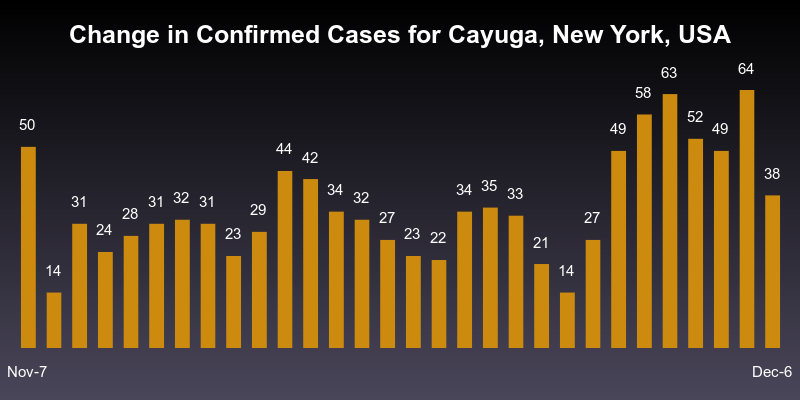 Change in Confirmed Cases for Cayuga, New York, USA
50 14 31 24 28 31 32 31 23 29 44 42 34 32 27 23 22 34 35 33 21 14 27 49 58 63 52 49 64 38
Nov-7 Dec-6